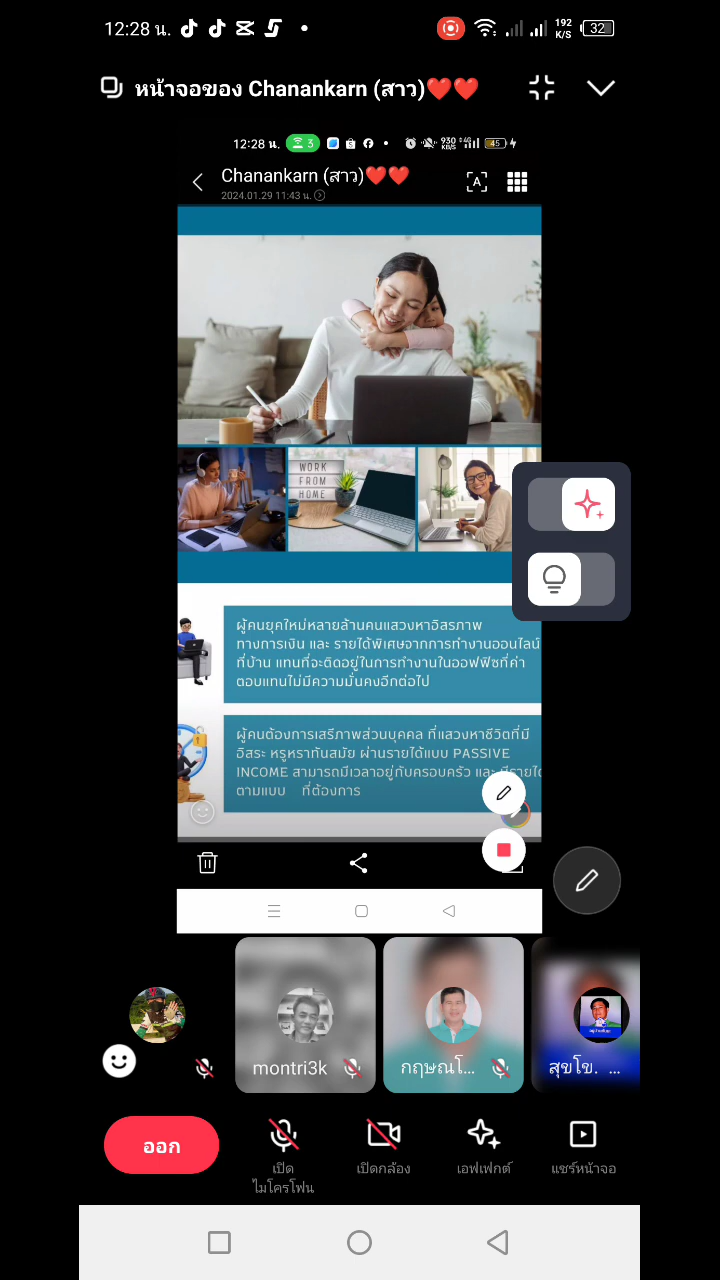 12:28 น.
192
K/S
32
หน้าจอของ Chanankarn (สาว)❤️❤️
12:28 น.
3
930
KB/S
4G
45
Chanankarn (สาว)❤️❤️
2024.01.29 11:43 น.
A
WORK
FROM
HOME
ผู้คนยุคใหม่หลายล้านคนแสวงหาอิสรภาพ
ทางการเงิน และ รายได้พิเศษจากการทำงานออนไลน์
ที่บ้าน แทนที่จะติดอยู่ในการทำงานในออฟฟิซที่ค่า
ตอบแทนไม่มีความมั่นคงอีกต่อไป
ผู้คนต้องการเสรีภาพส่วนบุคคล ที่แสวงหาชีวิตที่มี
อิสระ หรูหราทันสมัย ผ่านรายได้แบบ PASSIVE
INCOME สามารถมีเวลาอยู่กับครอบครัว และ มีรายได้
ตามแบบ ที่ต้องการ
montri3k
กฤษณโ...
สุขโข. ...
ออก
เปิด
ไมโครโฟน
เปิดกล้อง
เอฟเฟกต์
แชร์หน้าจอ